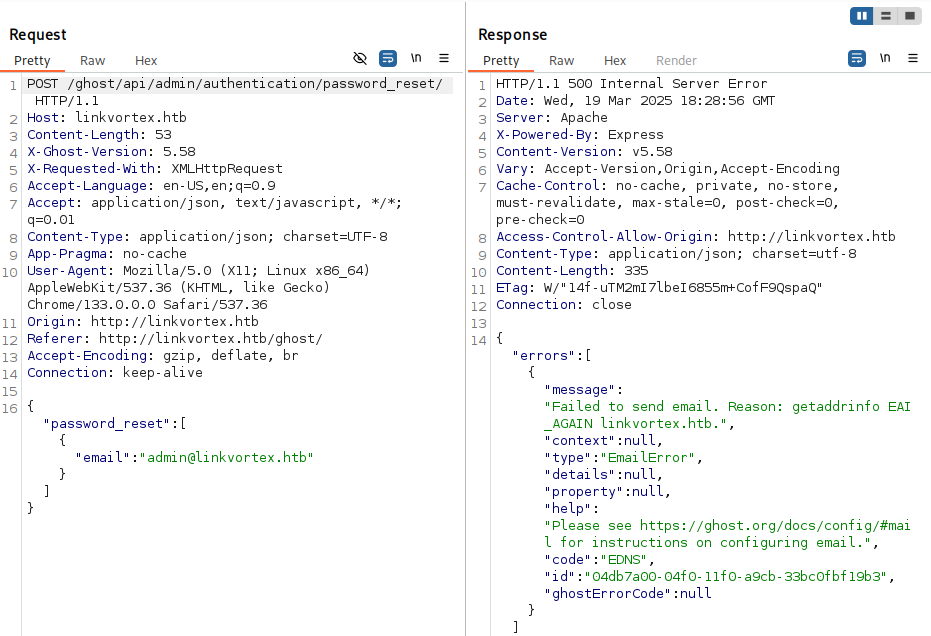 Request
Pretty Raw Hex \n
1 POST /ghost/api/admin/authentication/password_reset/
HTTP/1.1
2 Host: linkvortex.htb
3 Content-Length: 53
4 X-Ghost-Version: 5.58
5 X-Requested-With: XMLHttpRequest
6 Accept-Language: en-US,en;q=0.9
7 Accept: application/json, text/javascript, */*;
q=0.01
8 Content-Type: application/json; charset=UTF-8
9 App-Pragma: no-cache
10 User-Agent: Mozilla/5.0 (X11; Linux x86_64)
AppleWebKit/537.36 (KHTML, like Gecko)
Chrome/133.0.0.0 Safari/537.36
11 Origin: http://linkvortex.htb
12 Referer: http://linkvortex.htb/ghost/
13 Accept-Encoding: gzip, deflate, br
14 Connection: keep-alive
15
16 {
"password_reset":[
{
"email":"admin@linkvortex.htb"
}
]
}
Response
Pretty Raw Hex Render \n
1 HTTP/1.1 500 Internal Server Error
2 Date: Wed, 19 Mar 2025 18:28:56 GMT
3 Server: Apache
4 X-Powered-By: Express
5 Content-Version: v5.58
6 Vary: Accept-Version,Origin,Accept-Encoding
7 Cache-Control: no-cache, private, no-store,
must-revalidate, max-stale=0, post-check=0,
pre-check=0
8 Access-Control-Allow-Origin: http://linkvortex.htb
9 Content-Type: application/json; charset=utf-8
10 Content-Length: 335
11 ETag: W/"14f-uTM2mI7lbeI6855m+CofF9QspaQ"
12 Connection: close
13
14 {
"errors":[
{
"message":
"Failed to send email. Reason: getaddrinfo EAI
_AGAIN linkvortex.htb.",
"context":null,
"type":"EmailError",
"details":null,
"property":null,
"help":
"Please see https://ghost.org/docs/config/#mai
l for instructions on configuring email.",
"code":"EDNS",
"id":"04db7a00-04f0-11f0-a9cb-33bc0fbf19b3",
"ghostErrorCode":null
}
]